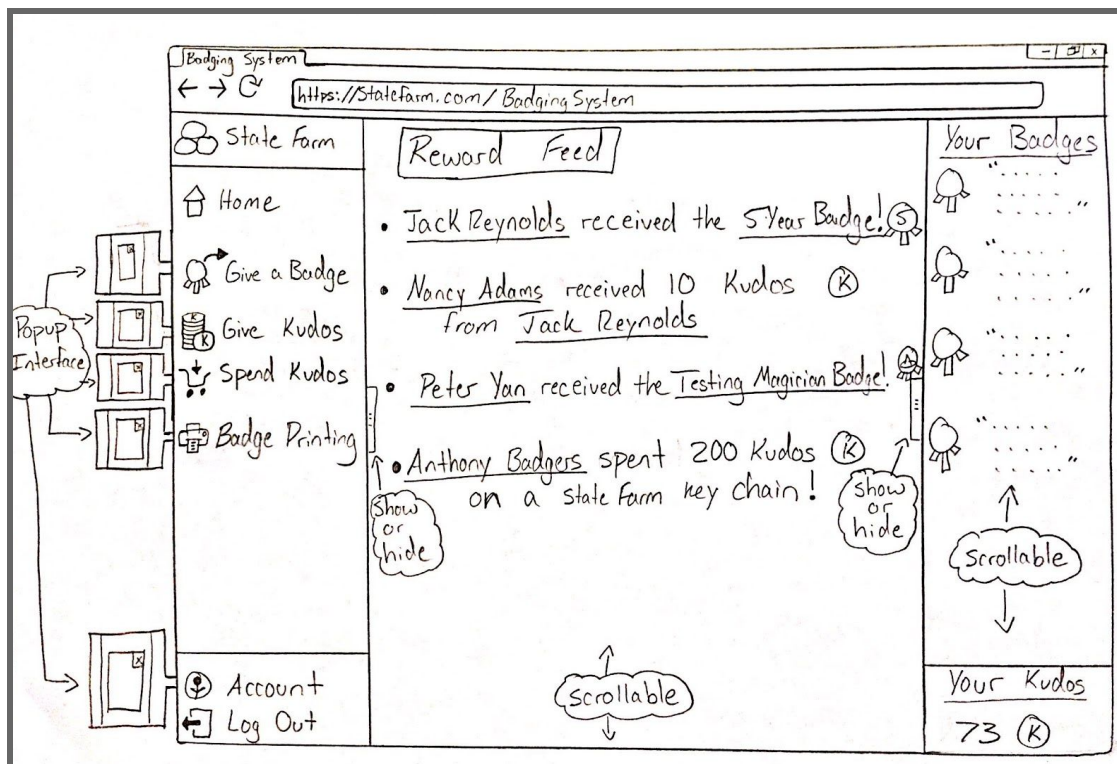 Badging System
https://Statefarm.com/BadgingSystem
State Farm
Home
Give a Badge
Give Kudos
Spend Kudos
Badge Printing
Account
Log Out
Popup
Interface
Reward Feed
Jack Reynolds received the 5 Year Badge!
5
Nancy Adams received 10 Kudos K
from Jack Reynolds
Peter Yan received the Testing Magician Badge!
Anthony Badgers spent 200 Kudos K
on a State Farm key chain!
Show
or
hide
Show
or
hide
Scrollable
Your Badges
Scrollable
Your Kudos
73 K